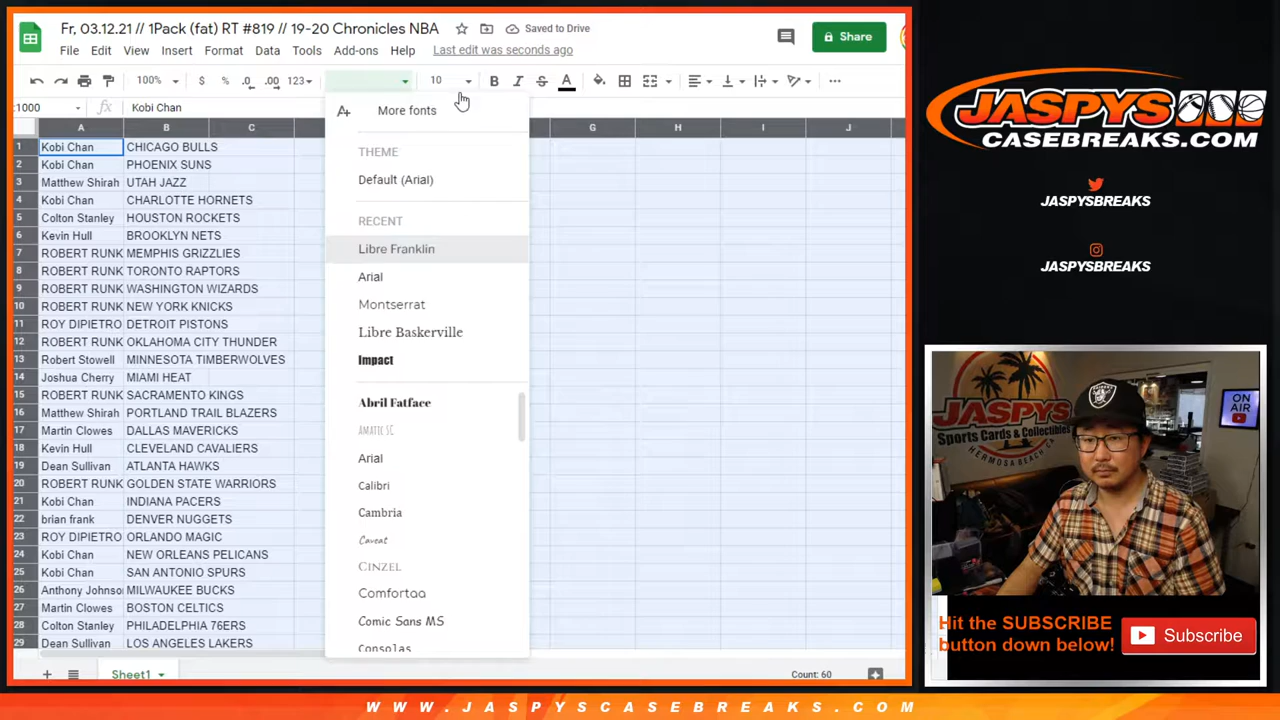 Fr, 03.12.21 // 1Pack (fat) RT #819 // 19-20 Chronicles NBA
Saved to Drive
File Edit View Insert Format Data Tools Add-ons Help Last edit was seconds ago
Share
100% $ % .0 .00 123 10
:1000 fx Kobi Chan
A B C G H I J
1 Kobi Chan CHICAGO BULLS
2 Kobi Chan PHOENIX SUNS
3 Matthew Shirah UTAH JAZZ
4 Kobi Chan CHARLOTTE HORNETS
5 Colton Stanley HOUSTON ROCKETS
6 Kevin Hull BROOKLYN NETS
7 ROBERT RUNK MEMPHIS GRIZZLIES
8 ROBERT RUNK TORONTO RAPTORS
9 ROBERT RUNK WASHINGTON WIZARDS
10 ROBERT RUNK NEW YORK KNICKS
11 ROY DIPIETRO DETROIT PISTONS
12 ROBERT RUNK OKLAHOMA CITY THUNDER
13 Robert Stowell MINNESOTA TIMBERWOLVES
14 Joshua Cherry MIAMI HEAT
15 ROBERT RUNK SACRAMENTO KINGS
16 Matthew Shirah PORTLAND TRAIL BLAZERS
17 Martin Clowes DALLAS MAVERICKS
18 Kevin Hull CLEVELAND CAVALIERS
19 Dean Sullivan ATLANTA HAWKS
20 ROBERT RUNK GOLDEN STATE WARRIORS
21 Kobi Chan INDIANA PACERS
22 brian frank DENVER NUGGETS
23 ROY DIPIETRO ORLANDO MAGIC
24 Kobi Chan NEW ORLEANS PELICANS
25 Kobi Chan SAN ANTONIO SPURS
26 Anthony Johnso MILWAUKEE BUCKS
27 Martin Clowes BOSTON CELTICS
28 Colton Stanley PHILADELPHIA 76ERS
29 Dean Sullivan LOS ANGELES LAKERS
More fonts
THEME
Default (Arial)
RECENT
Libre Franklin
Arial
Montserrat
Libre Baskerville
Impact
Abril Fatface
AMATIC SC
Arial
Calibri
Cambria
Caveat
CINZEL
Comfortaa
Comic Sans MS
Consolas
Sheet1
Count: 60
JASPYS
CASEBREAKS.COM
JASPYSBREAKS
JASPYSBREAKS
JASPYS
Sports Cards & Collectibles
HERMOSA BEACH
ON
AIR
RAIDERS
Hit the SUBSCRIBE
button down below!
Subscribe
WWW.JASPYSCASEBREAKS.COM